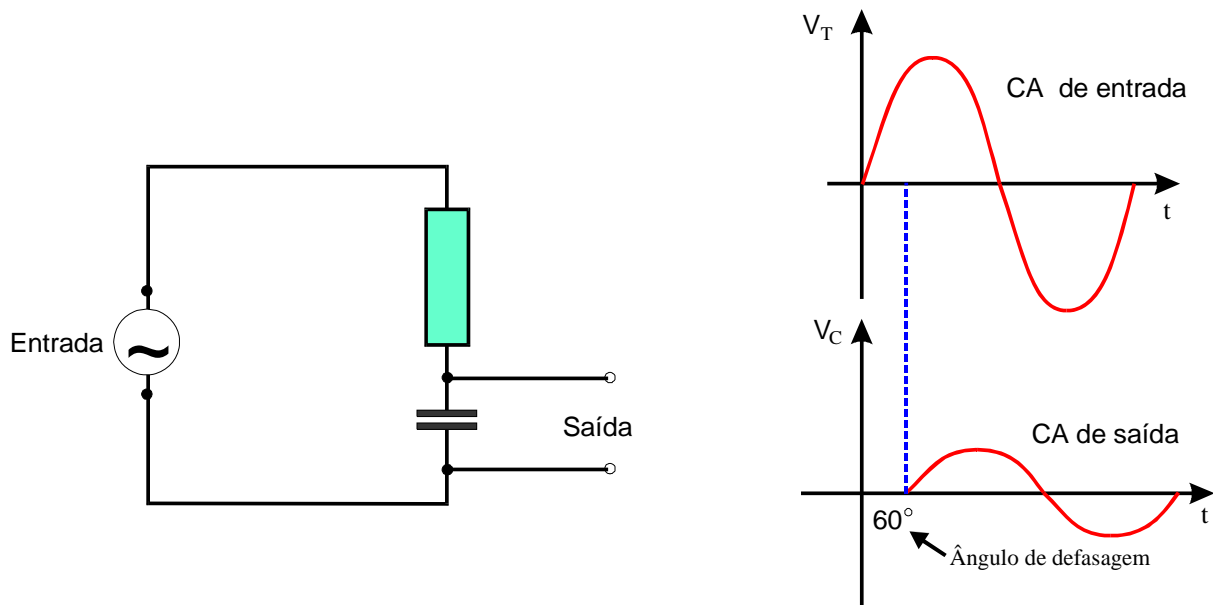 Entrada
Saída
V_T
CA de entrada
t
V_C
CA de saída
60°
t
Ângulo de defasagem